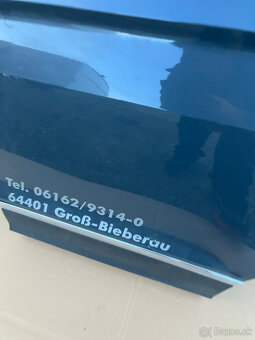 Tel. 06162/9314-0
64401 Groß-Bieberau
© bazos.sk